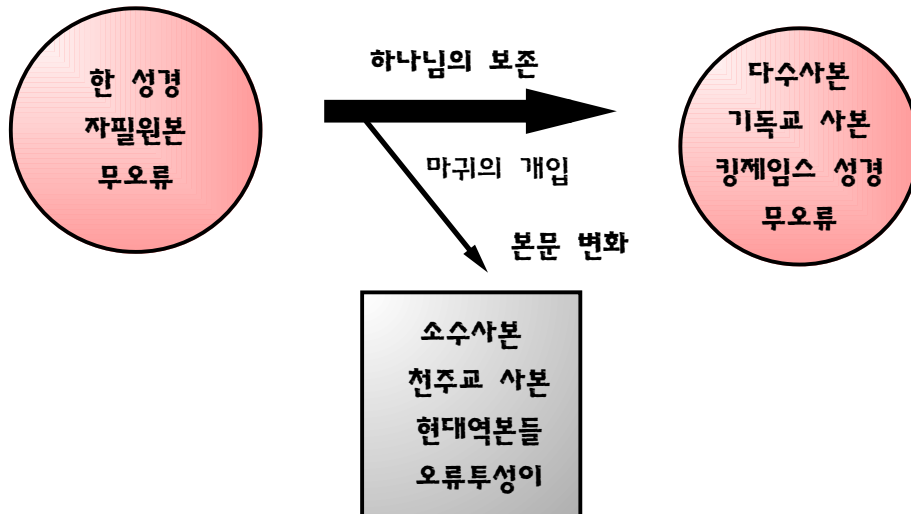 한 성경
자필원본
무오류
하나님의 보존
마귀의 개입
본문 변화
다수사본
기독교 사본
킹제임스 성경
무오류
소수사본
천주교 사본
현대역본들
오류투성이